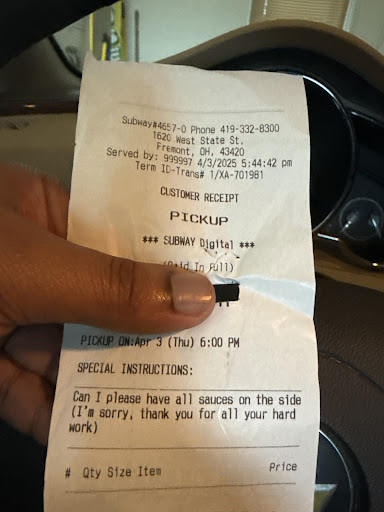 Subway#4657-0 Phone 419-332-8300
1620 West State St.
Fremont, OH, 43420
Served by: 999997 4/3/2025 5:44:42 pm
Term ID-Trans# 1/XA-701981
CUSTOMER RECEIPT
PICKUP
*** SUBWAY Digital ***
(Paid In Full)
PICKUP ON:Apr 3 (Thu) 6:00 PM
SPECIAL INSTRUCTIONS:
Can I please have all sauces on the side
(I'm sorry, thank you for all your hard
work)
# Qty Size Item Price